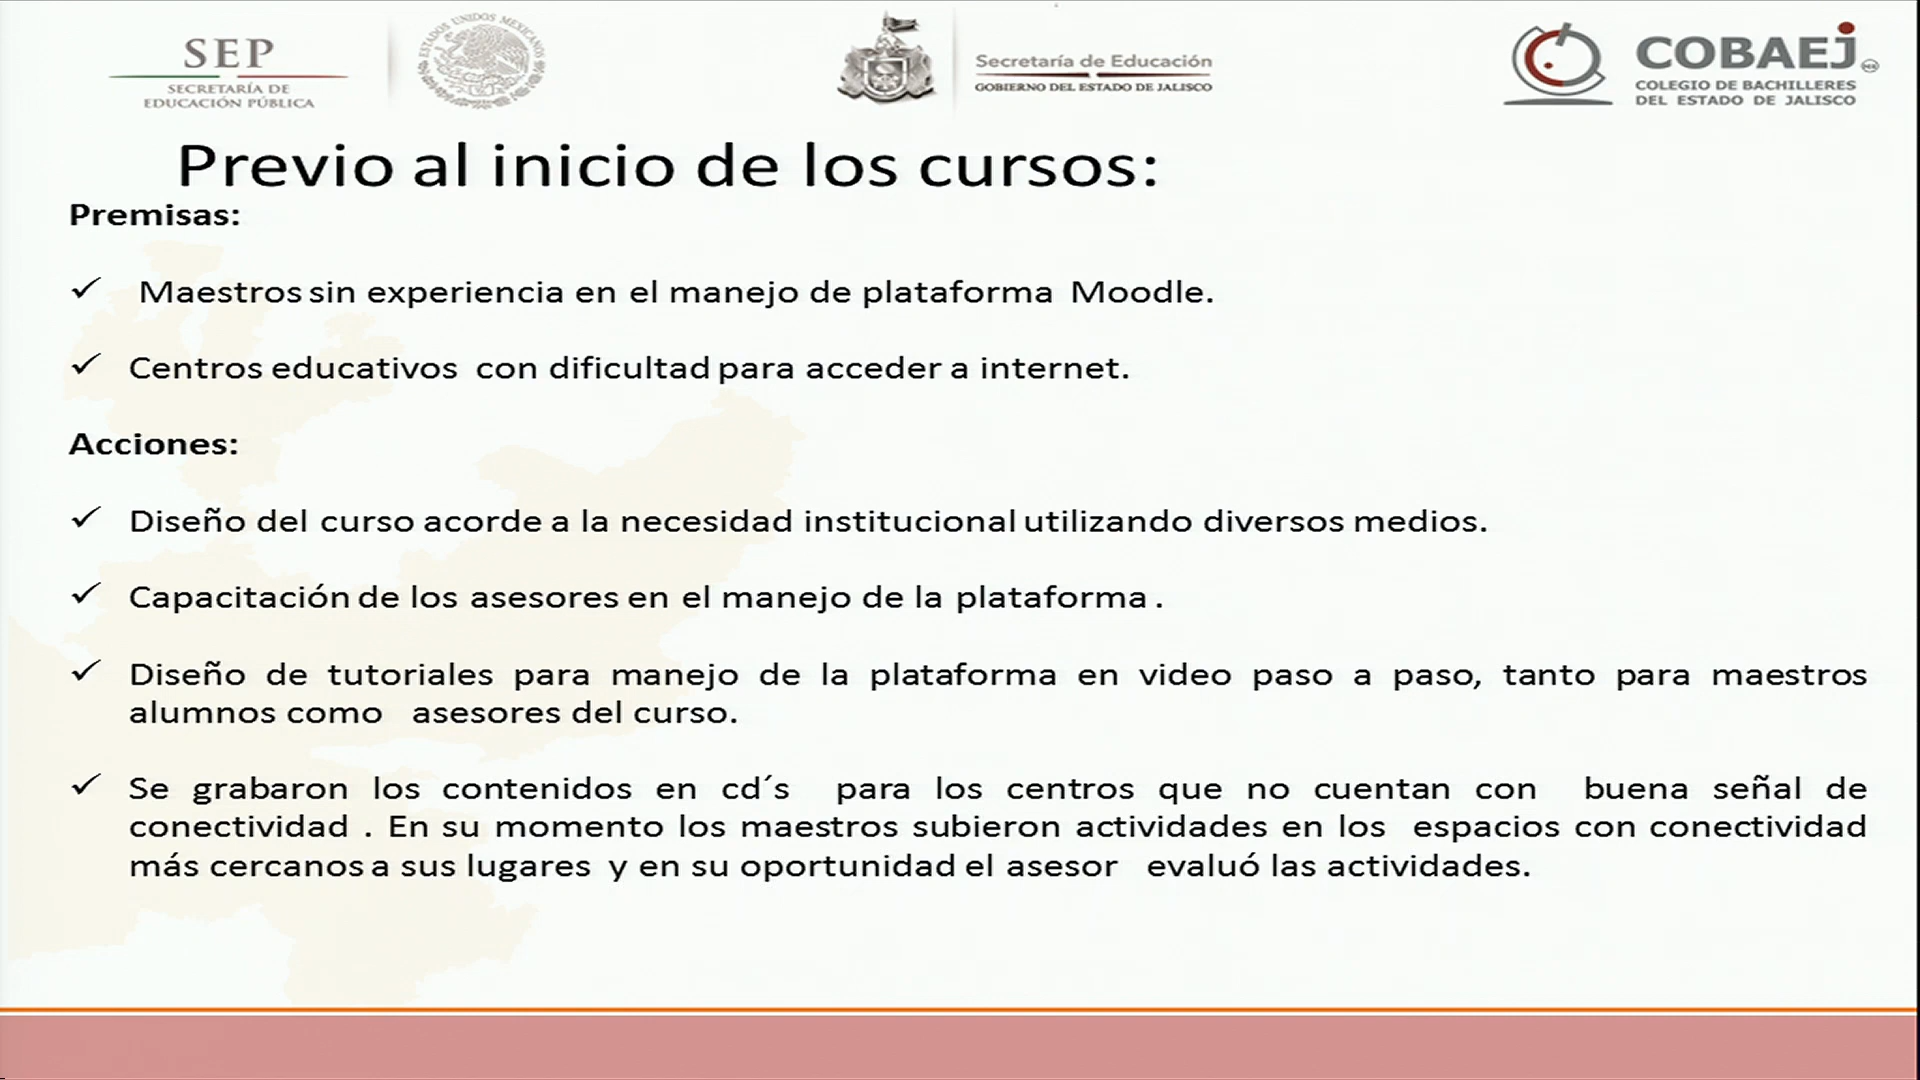 SEP
SECRETARÍA DE
EDUCACIÓN PÚBLICA
ESTADOS UNIDOS MEXICANOS
Secretaría de Educación
GOBIERNO DEL ESTADO DE JALISCO
COBAEJ
COLEGIO DE BACHILLERES
DEL ESTADO DE JALISCO
Previo al inicio de los cursos:
Premisas:
✓ Maestros sin experiencia en el manejo de plataforma Moodle.
✓ Centros educativos con dificultad para acceder a internet.
Acciones:
✓ Diseño del curso acorde a la necesidad institucional utilizando diversos medios.
✓ Capacitación de los asesores en el manejo de la plataforma .
✓ Diseño de tutoriales para manejo de la plataforma en video paso a paso, tanto para maestros
alumnos como asesores del curso.
✓ Se grabaron los contenidos en cd´s para los centros que no cuentan con buena señal de
conectividad . En su momento los maestros subieron actividades en los espacios con conectividad
más cercanos a sus lugares y en su oportunidad el asesor evaluó las actividades.